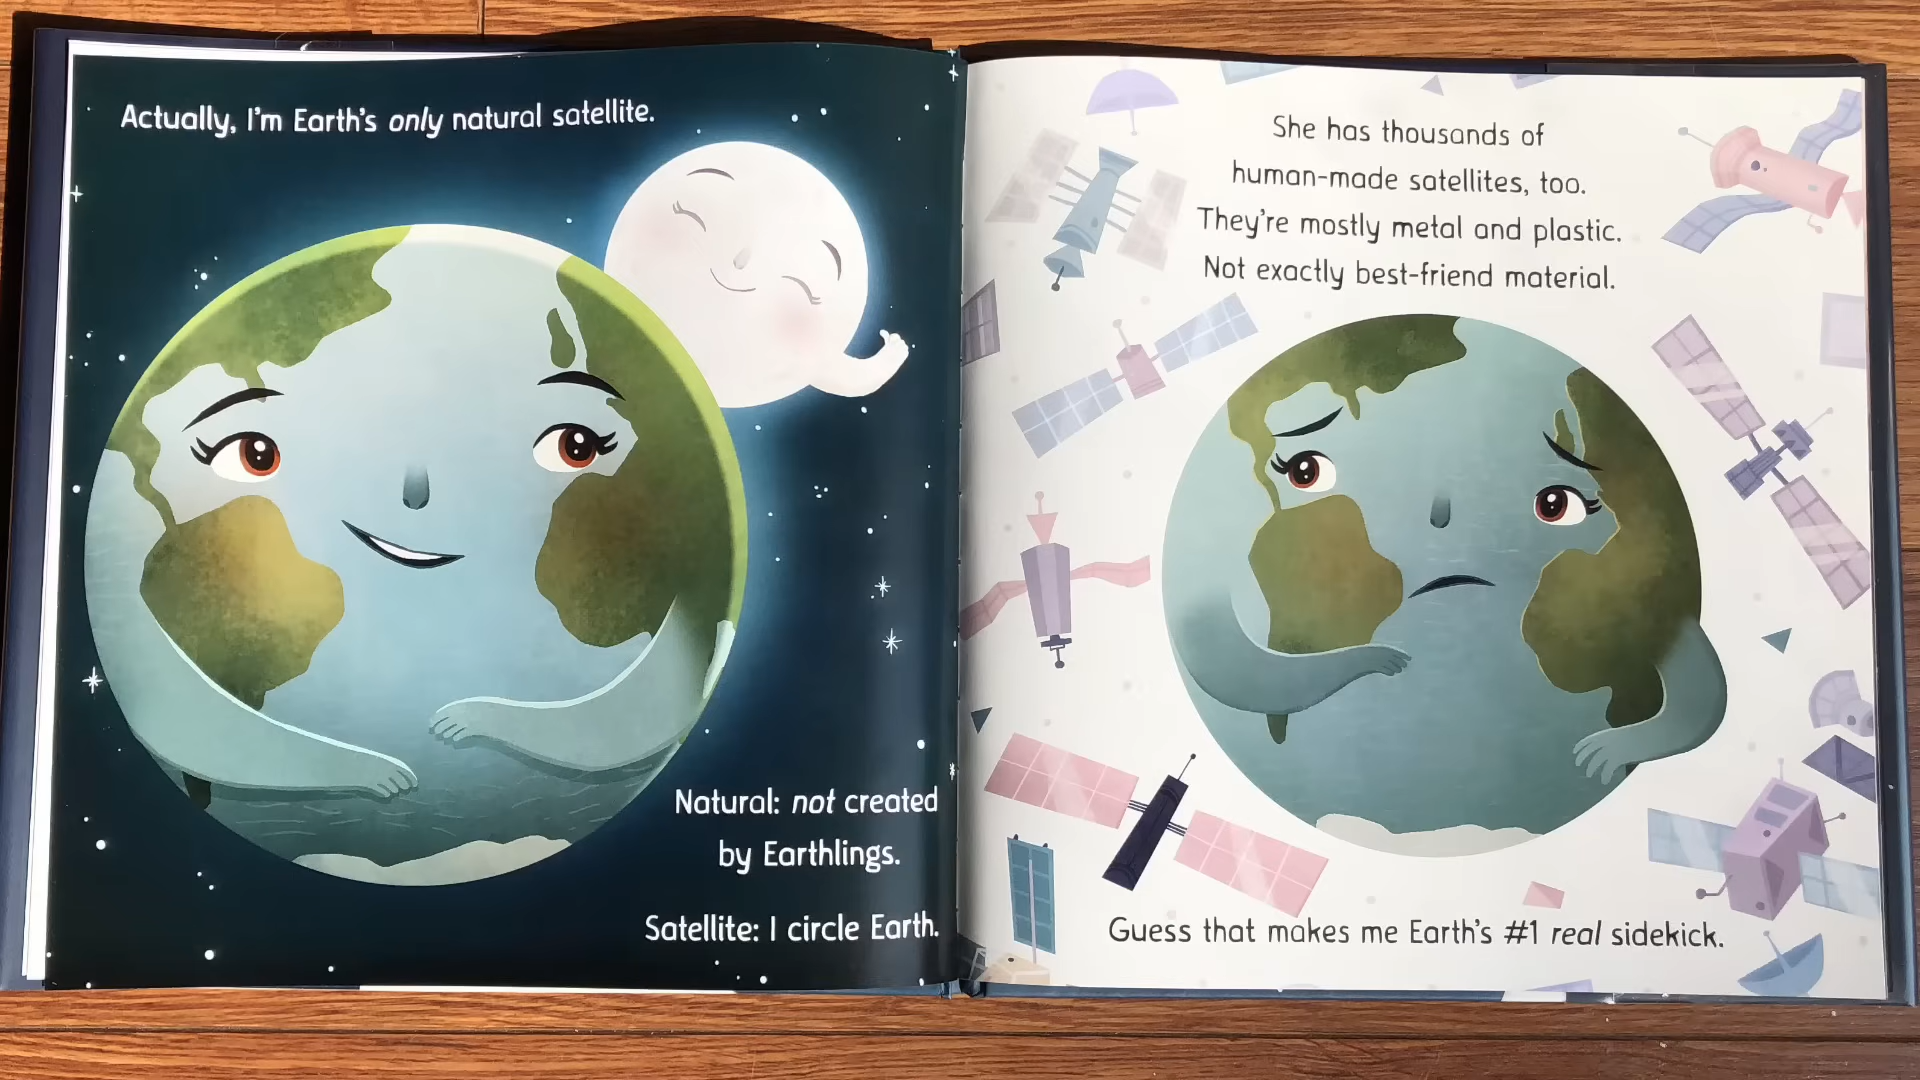 Actually, I'm Earth's only natural satellite.
Natural: not created
by Earthlings.
Satellite: I circle Earth.
She has thousands of
human-made satellites, too.
They're mostly metal and plastic.
Not exactly best-friend material.
Guess that makes me Earth's #1 real sidekick.